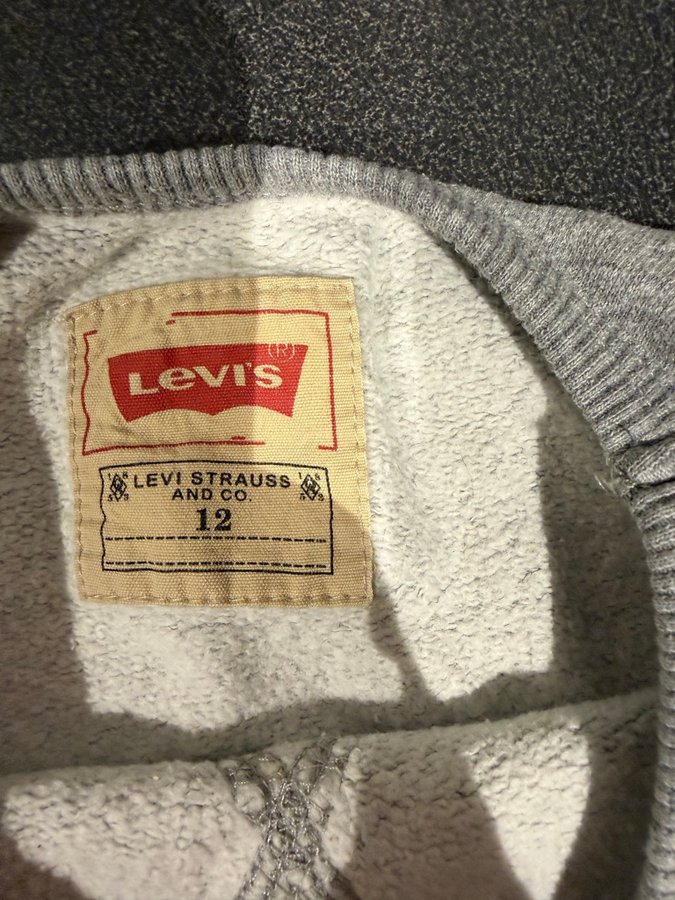 (R)
LEVI'S
LEVI STRAUSS
AND CO.
12